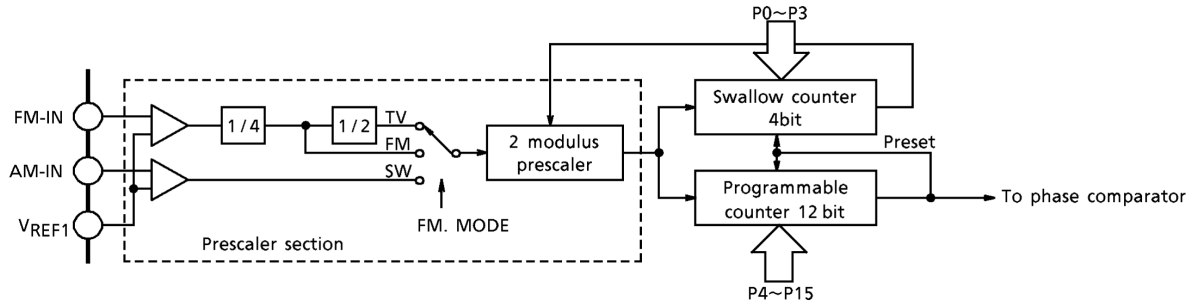 P0~P3
FM-IN
AM-IN
VREF1
1/4
1/2
TV
FM
SW
FM. MODE
Prescaler section
2 modulus
prescaler
Swallow counter
4bit
Preset
Programmable
counter 12 bit
To phase comparator
P4~P15